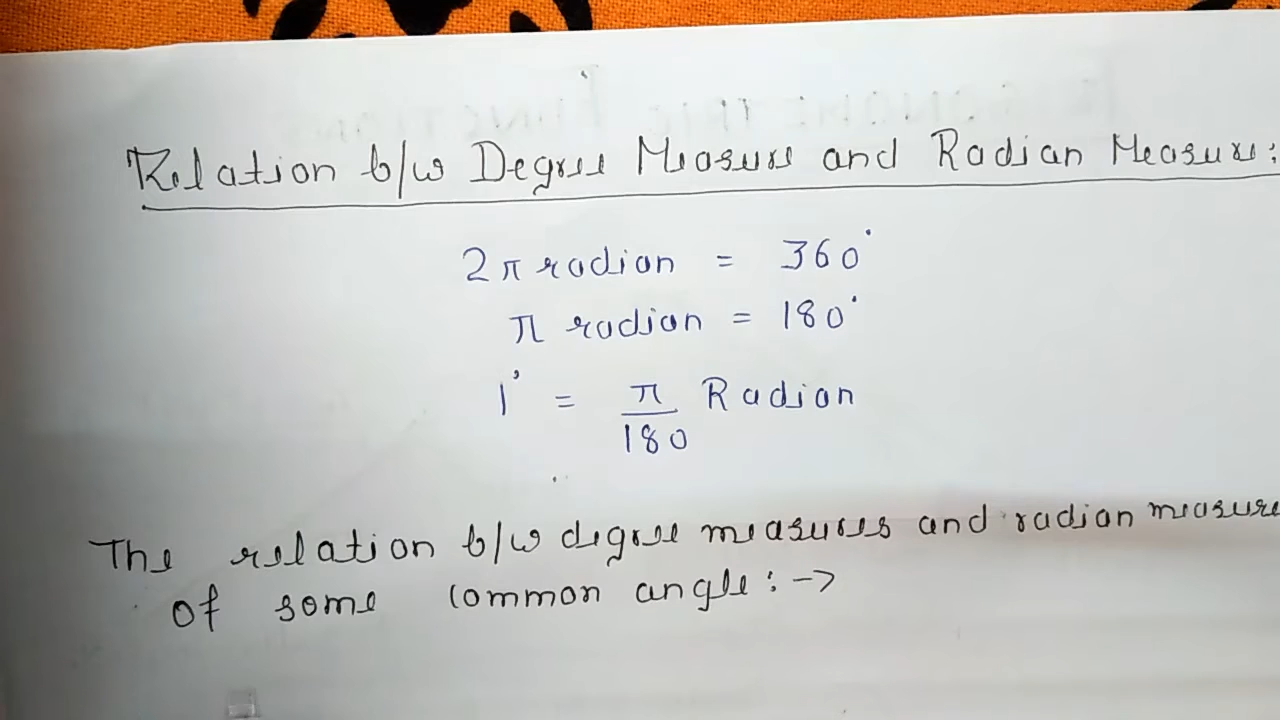 Relation b/w Degree Measure and Radian Measure:
2π radian = 360°
π radian = 180°
1° = π/180 Radian
The relation b/w degree measures and radian measure
of some common angle: ->